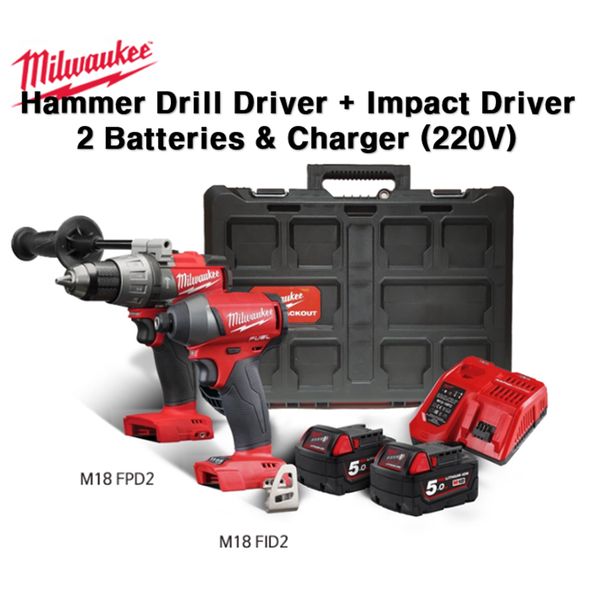 Milwaukee
Hammer Drill Driver + Impact Driver
2 Batteries & Charger (220V)
Milwaukee
Milwaukee
FUEL
M18 FPD2
M18 FID2
5.0
5.0